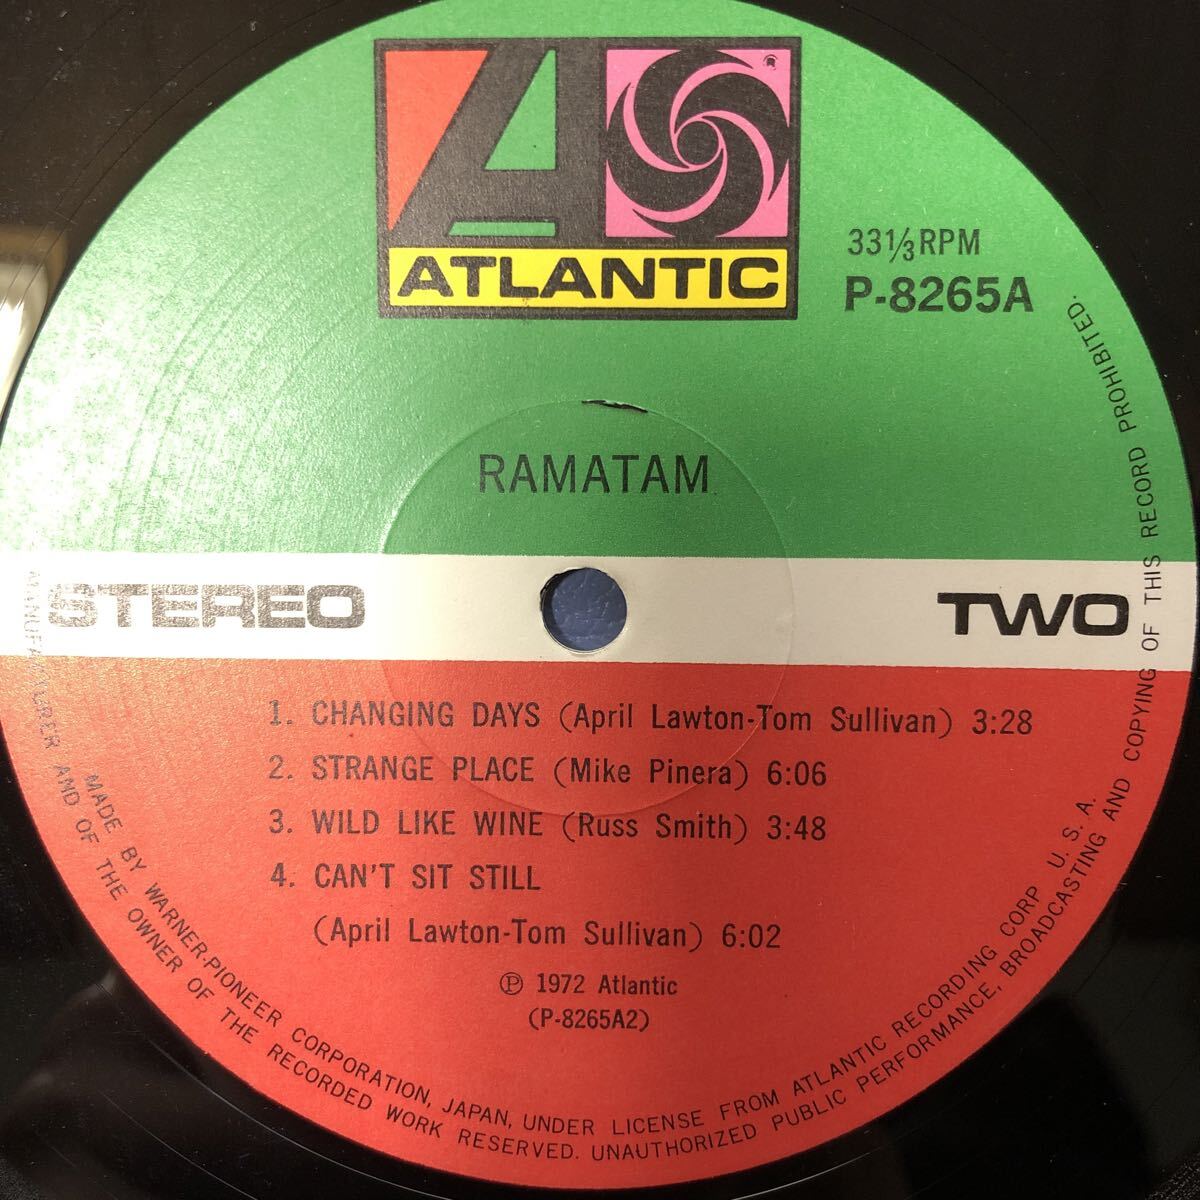 ATLANTIC
33⅓ RPM
P-8265A
RAMATAM
STEREO
TWO
1. CHANGING DAYS (April Lawton-Tom Sullivan) 3:28
2. STRANGE PLACE (Mike Pinera) 6:06
3. WILD LIKE WINE (Russ Smith) 3:48
4. CAN'T SIT STILL
(April Lawton-Tom Sullivan) 6:02
Ⓟ 1972 Atlantic
(P-8265A2)
MADE BY WARNER-PIONEER CORPORATION, JAPAN, UNDER LICENSE FROM ATLANTIC RECORDING CORP. U. S. A.
AND OF THE OWNER OF THE RECORDED WORK RESERVED. UNAUTHORIZED PUBLIC PERFORMANCE, BROADCASTING AND COPYING OF THIS RECORD PROHIBITED.